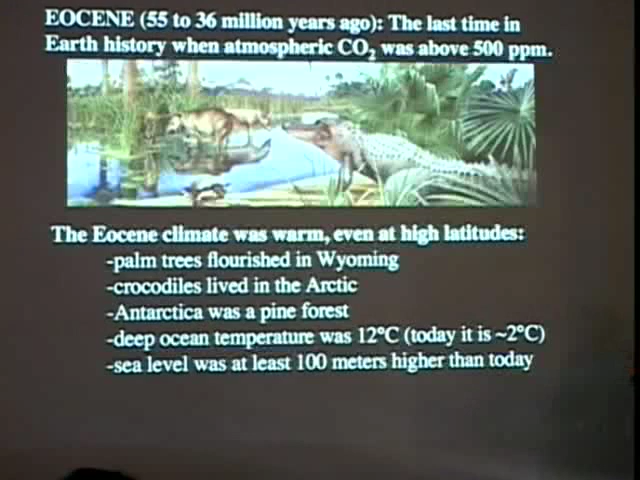 EOCENE (55 to 36 million years ago): The last time in
Earth history when atmospheric CO₂ was above 500 ppm.
The Eocene climate was warm, even at high latitudes:
-palm trees flourished in Wyoming
-crocodiles lived in the Arctic
-Antarctica was a pine forest
-deep ocean temperature was 12°C (today it is ~2°C)
-sea level was at least 100 meters higher than today